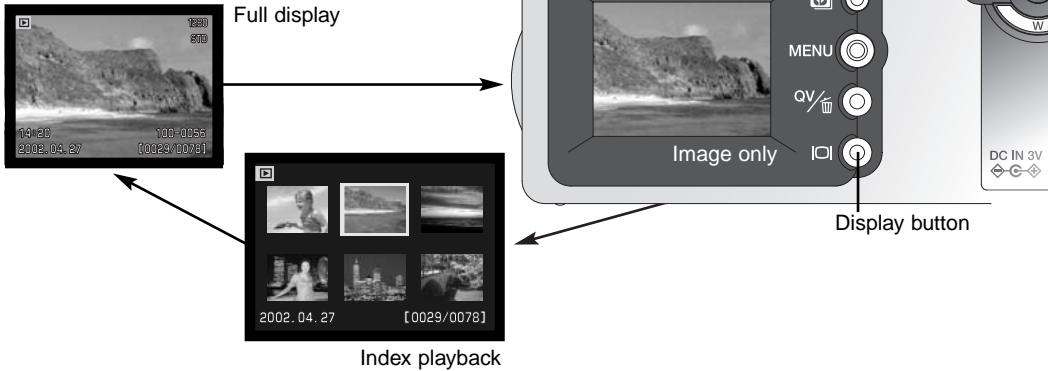 Full display
1280
STD
14:20
100-0056
2002.04.27
[0029/0078]
MENU
QV/
Image only
W
DC IN 3V
Display button
2002.04.27
[0029/0078]
Index playback